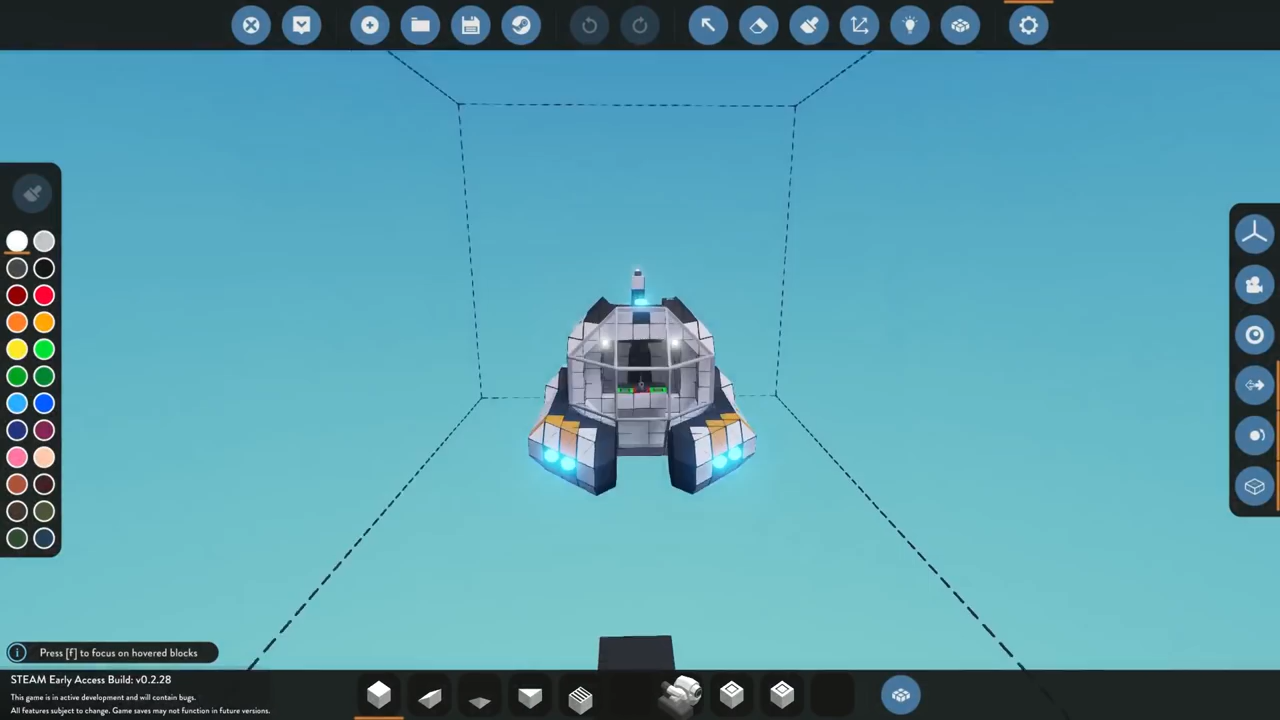 Press [f] to focus on hovered blocks
STEAM Early Access Build: v0.2.28
This game is in active development and will contain bugs.
All features subject to change. Game saves may not function in future versions.